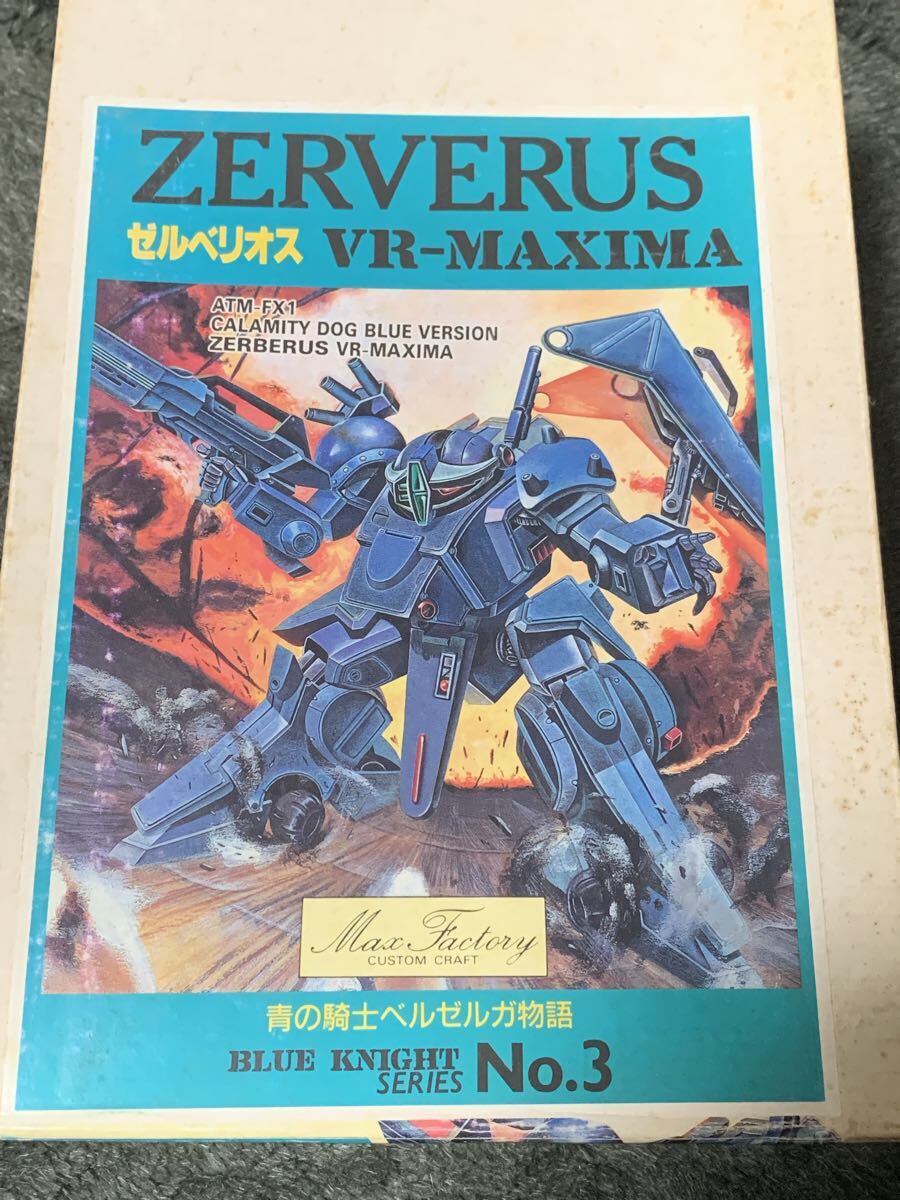 ZERVERUS
ゼルベリオス VR-MAXIMA
ATM-FX1
CALAMITY DOG BLUE VERSION
ZERBERUS VR-MAXIMA
Max Factory
CUSTOM CRAFT
青の騎士ベルゼルガ物語
BLUE KNIGHT
SERIES No.3